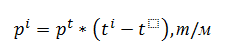 pⁱ = pᵗ * (tⁱ − t^⬚), т/м